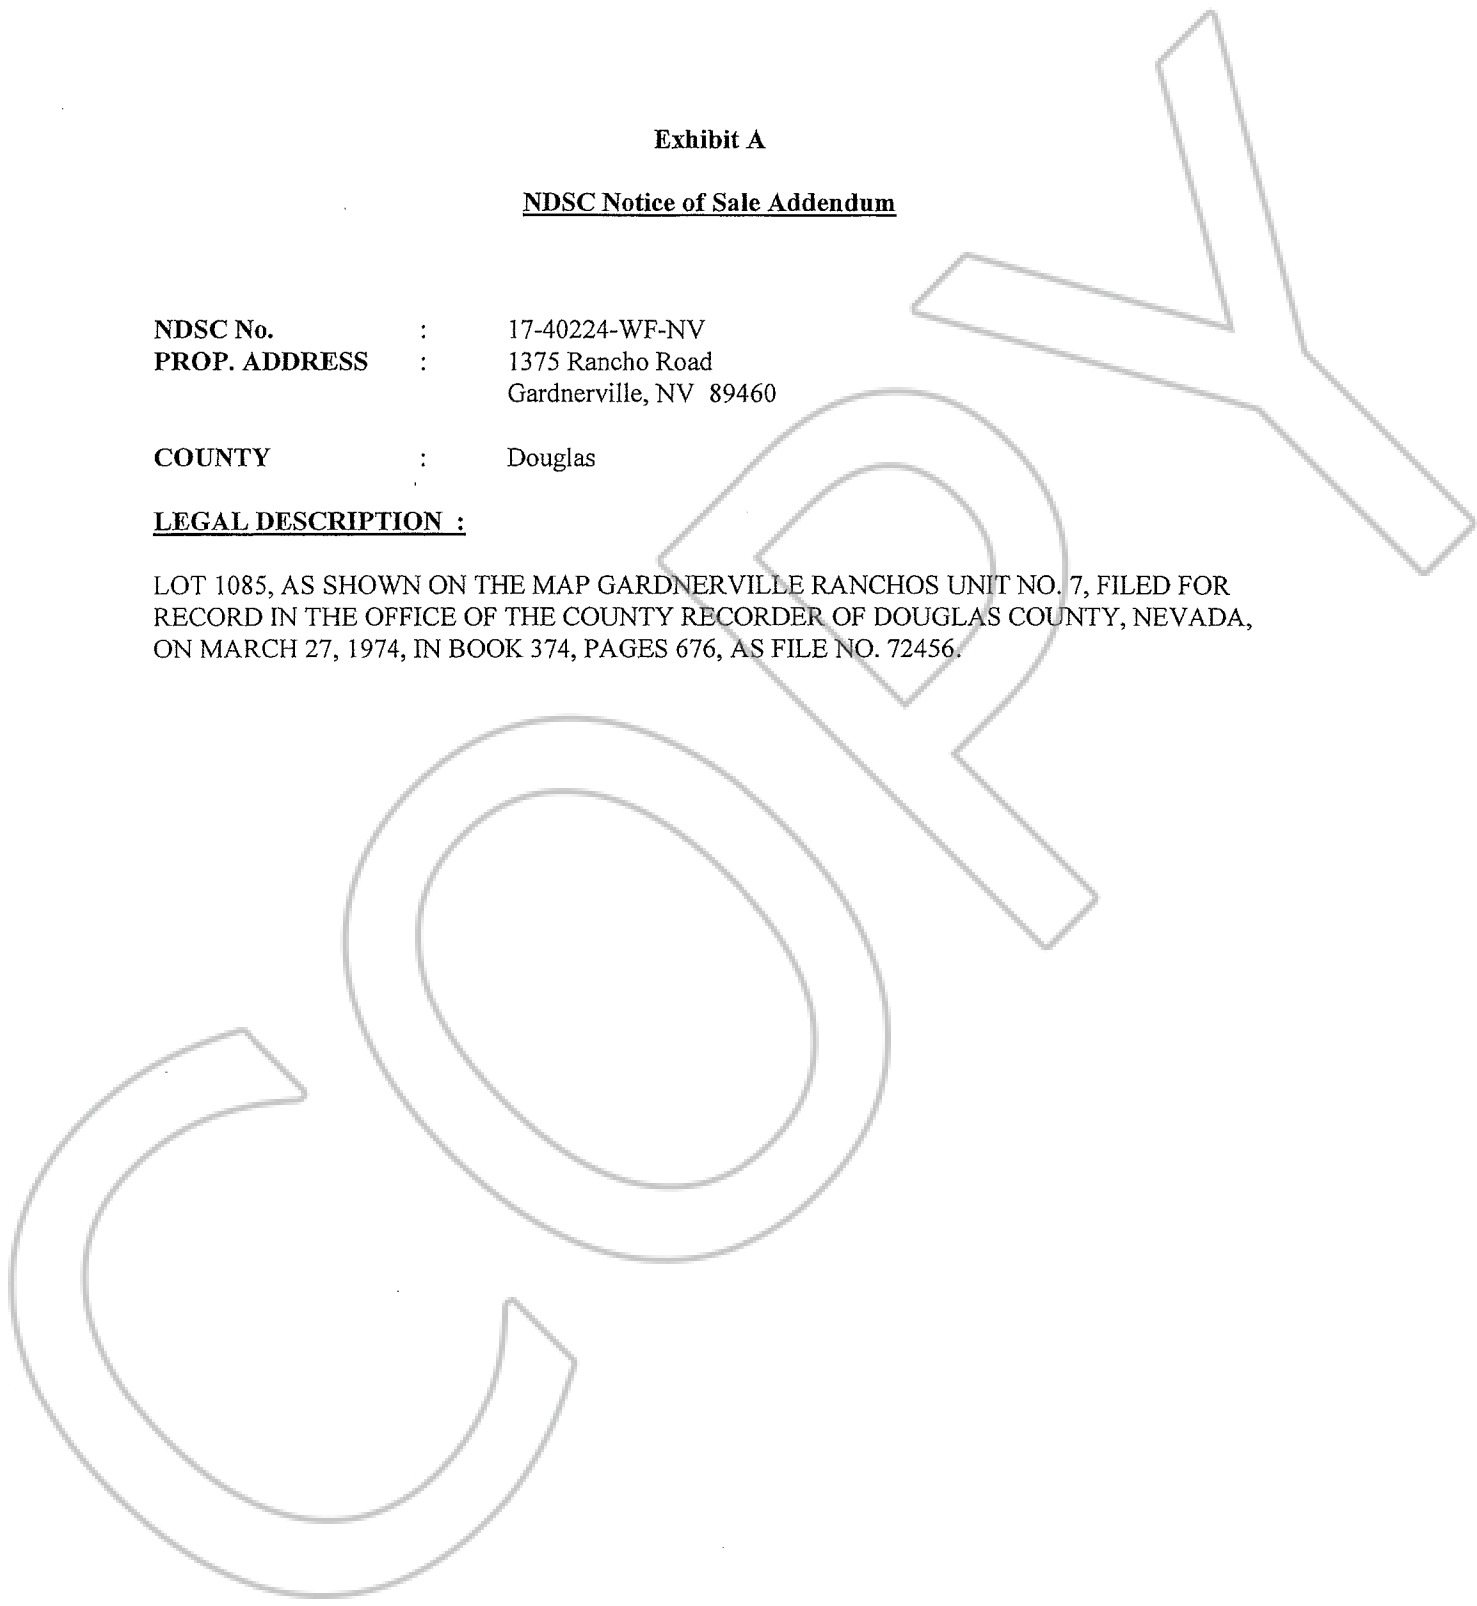 Exhibit A
NDSC Notice of Sale Addendum
NDSC No. : 17-40224-WF-NV
PROP. ADDRESS : 1375 Rancho Road
Gardnerville, NV 89460
COUNTY : Douglas
LEGAL DESCRIPTION :
LOT 1085, AS SHOWN ON THE MAP GARDNERVILLE RANCHOS UNIT NO. 7, FILED FOR
RECORD IN THE OFFICE OF THE COUNTY RECORDER OF DOUGLAS COUNTY, NEVADA,
ON MARCH 27, 1974, IN BOOK 374, PAGES 676, AS FILE NO. 72456.
COPY